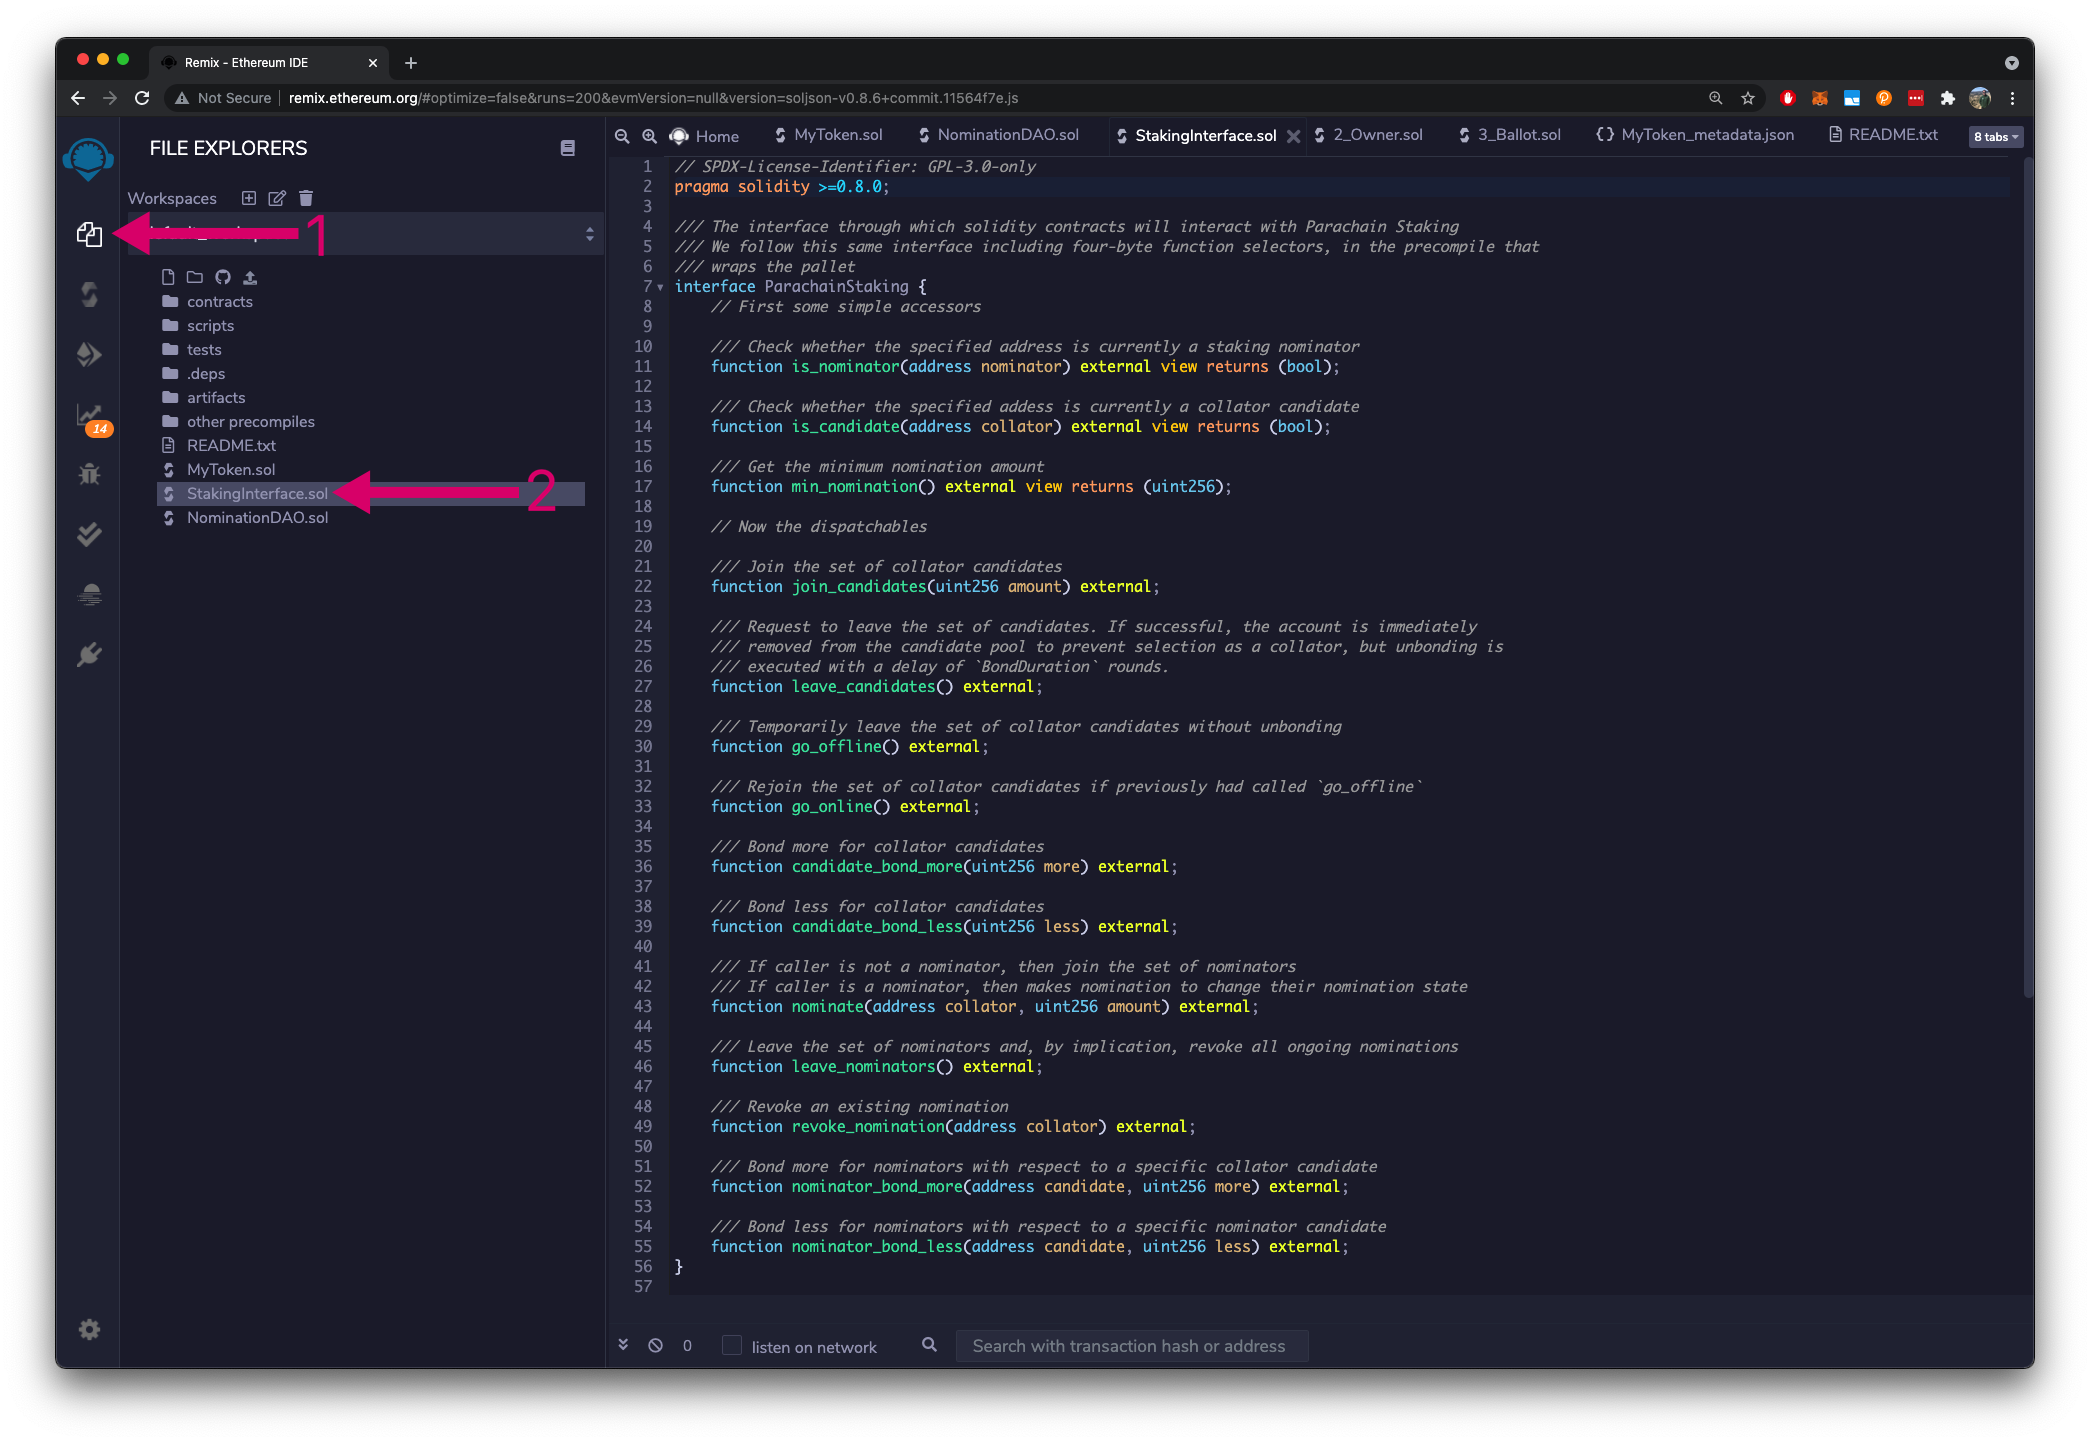 Remix - Ethereum IDE
Not Secure | remix.ethereum.org/#optimize=false&runs=200&evmVersion=null&version=soljson-v0.8.6+commit.11564f7e.js
FILE EXPLORERS
Workspaces
1
contracts
scripts
tests
.deps
artifacts
other precompiles
README.txt
MyToken.sol
StakingInterface.sol
2
NominationDAO.sol
14
Home
MyToken.sol
NominationDAO.sol
StakingInterface.sol
2_Owner.sol
3_Ballot.sol
{} MyToken_metadata.json
README.txt
8 tabs
1 // SPDX-License-Identifier: GPL-3.0-only
2 pragma solidity >=0.8.0;
3
4 /// The interface through which solidity contracts will interact with Parachain Staking
5 /// We follow this same interface including four-byte function selectors, in the precompile that
6 /// wraps the pallet
7 interface ParachainStaking {
8 // First some simple accessors
9
10 /// Check whether the specified address is currently a staking nominator
11 function is_nominator(address nominator) external view returns (bool);
12
13 /// Check whether the specified addess is currently a collator candidate
14 function is_candidate(address collator) external view returns (bool);
15
16 /// Get the minimum nomination amount
17 function min_nomination() external view returns (uint256);
18
19 // Now the dispatchables
20
21 /// Join the set of collator candidates
22 function join_candidates(uint256 amount) external;
23
24 /// Request to leave the set of candidates. If successful, the account is immediately
25 /// removed from the candidate pool to prevent selection as a collator, but unbonding is
26 /// executed with a delay of `BondDuration` rounds.
27 function leave_candidates() external;
28
29 /// Temporarily leave the set of collator candidates without unbonding
30 function go_offline() external;
31
32 /// Rejoin the set of collator candidates if previously had called `go_offline`
33 function go_online() external;
34
35 /// Bond more for collator candidates
36 function candidate_bond_more(uint256 more) external;
37
38 /// Bond less for collator candidates
39 function candidate_bond_less(uint256 less) external;
40
41 /// If caller is not a nominator, then join the set of nominators
42 /// If caller is a nominator, then makes nomination to change their nomination state
43 function nominate(address collator, uint256 amount) external;
44
45 /// Leave the set of nominators and, by implication, revoke all ongoing nominations
46 function leave_nominators() external;
47
48 /// Revoke an existing nomination
49 function revoke_nomination(address collator) external;
50
51 /// Bond more for nominators with respect to a specific collator candidate
52 function nominator_bond_more(address candidate, uint256 more) external;
53
54 /// Bond less for nominators with respect to a specific nominator candidate
55 function nominator_bond_less(address candidate, uint256 less) external;
56 }
57
0
listen on network
Search with transaction hash or address